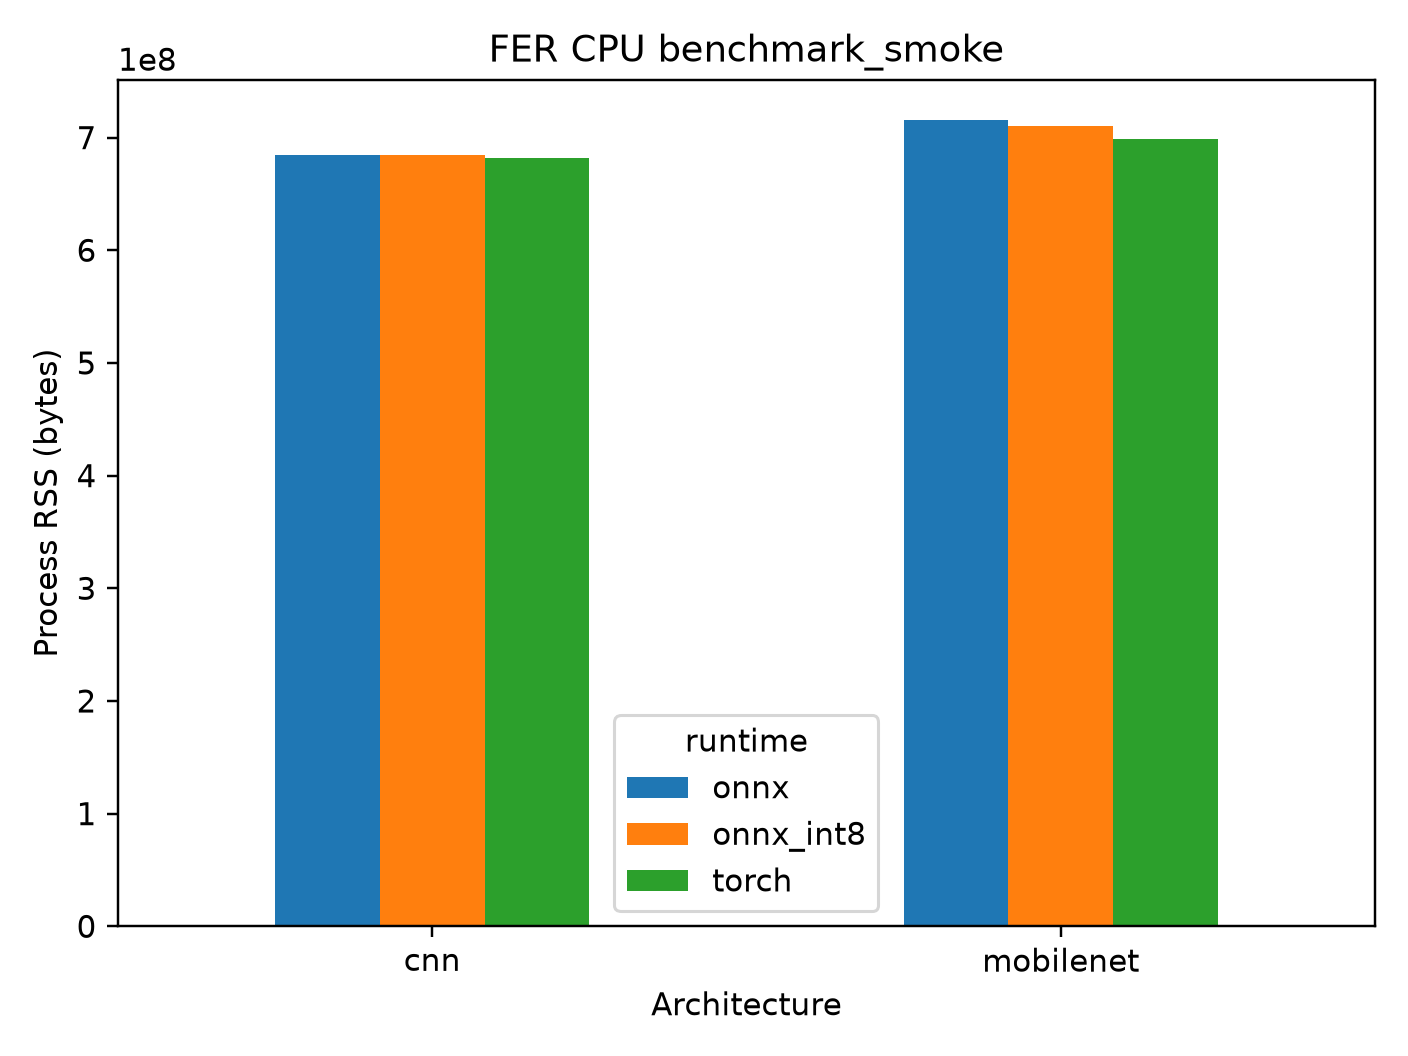 FER CPU benchmark_smoke
1e8
7
6
5
4
3
2
1
0
Process RSS (bytes)
runtime
onnx
onnx_int8
torch
cnn
mobilenet
Architecture